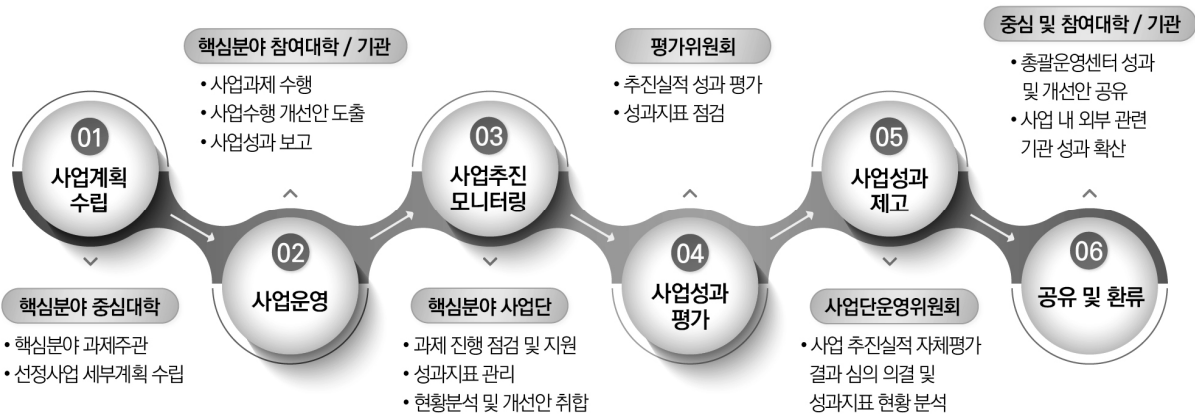 01
사업계획
수립
핵심분야 중심대학
• 핵심분야 과제주관
• 선정사업 세부계획 수립
핵심분야 참여대학 / 기관
• 사업과제 수행
• 사업수행 개선안 도출
• 사업성과 보고
02
사업운영
03
사업추진
모니터링
핵심분야 사업단
• 과제 진행 점검 및 지원
• 성과지표 관리
• 현황분석 및 개선안 취합
평가위원회
• 추진실적 성과 평가
• 성과지표 점검
04
사업성과
평가
05
사업성과
제고
사업단운영위원회
• 사업 추진실적 자체평가
결과 심의 의결 및
성과지표 현황 분석
중심 및 참여대학 / 기관
• 총괄운영센터 성과
및 개선안 공유
• 사업 내 외부 관련
기관 성과 확산
06
공유 및 환류